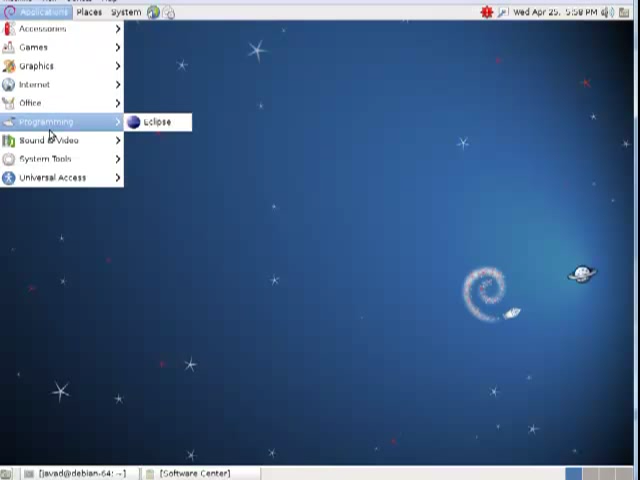 Applications Places System Wed Apr 25, 5:58 PM
Accessories
Games
Graphics
Internet
Office
Programming Eclipse
Sound & Video
System Tools
Universal Access
[javad@debian-64: ~] [Software Center]